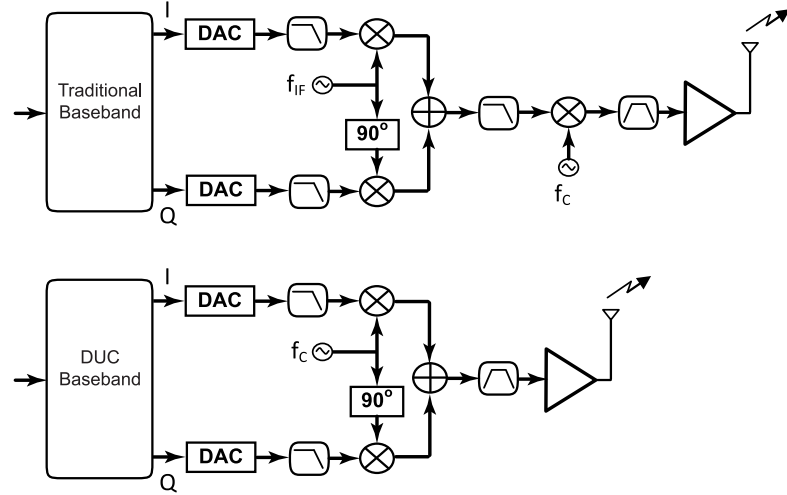 I
DAC
Traditional
Baseband
f_IF
90°
DAC
Q
f_C
I
DAC
DUC
Baseband
f_C
90°
DAC
Q